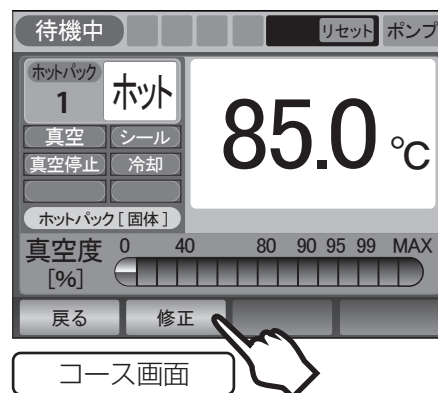 待機中 リセット ポンプ
ホットパック
1
ホット
85.0 ℃
真空 シール
真空停止 冷却
ホットパック [ 固体 ]
真空度 0 40 80 90 95 99 MAX
[%]
戻る 修正
コース画面